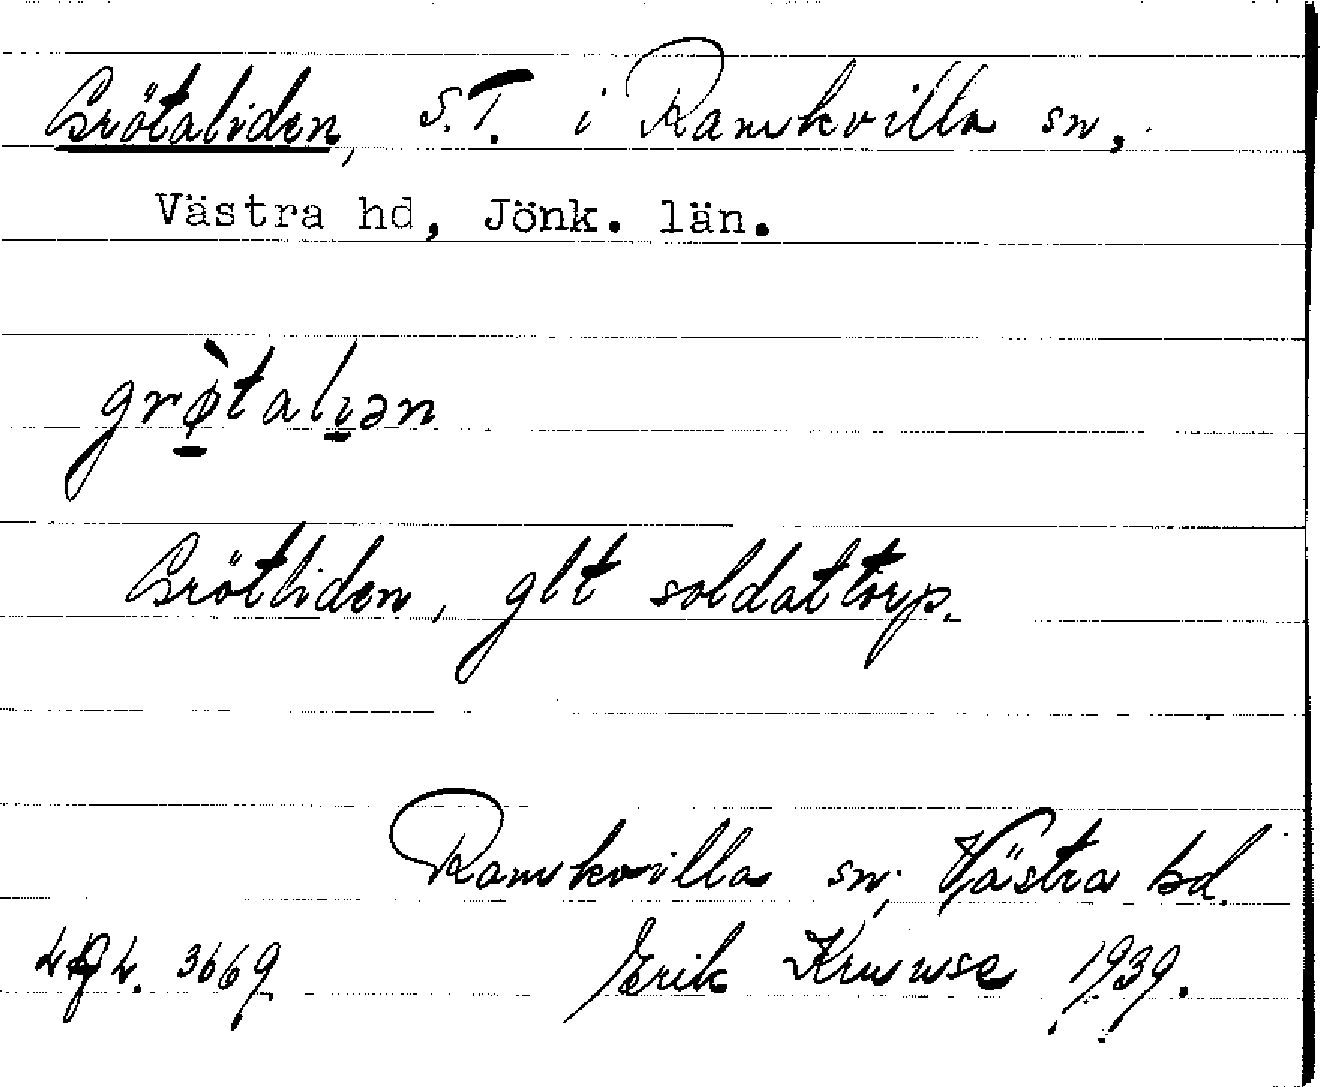 Grötaliden, S.T. i Ramkvilla sn,
Västra hd, Jönk. län.
grø̀talıən
Grötliden, glt soldattorp.
Ramkvilla sn, Västra hd.
3669 Erik Kruuse 1939.